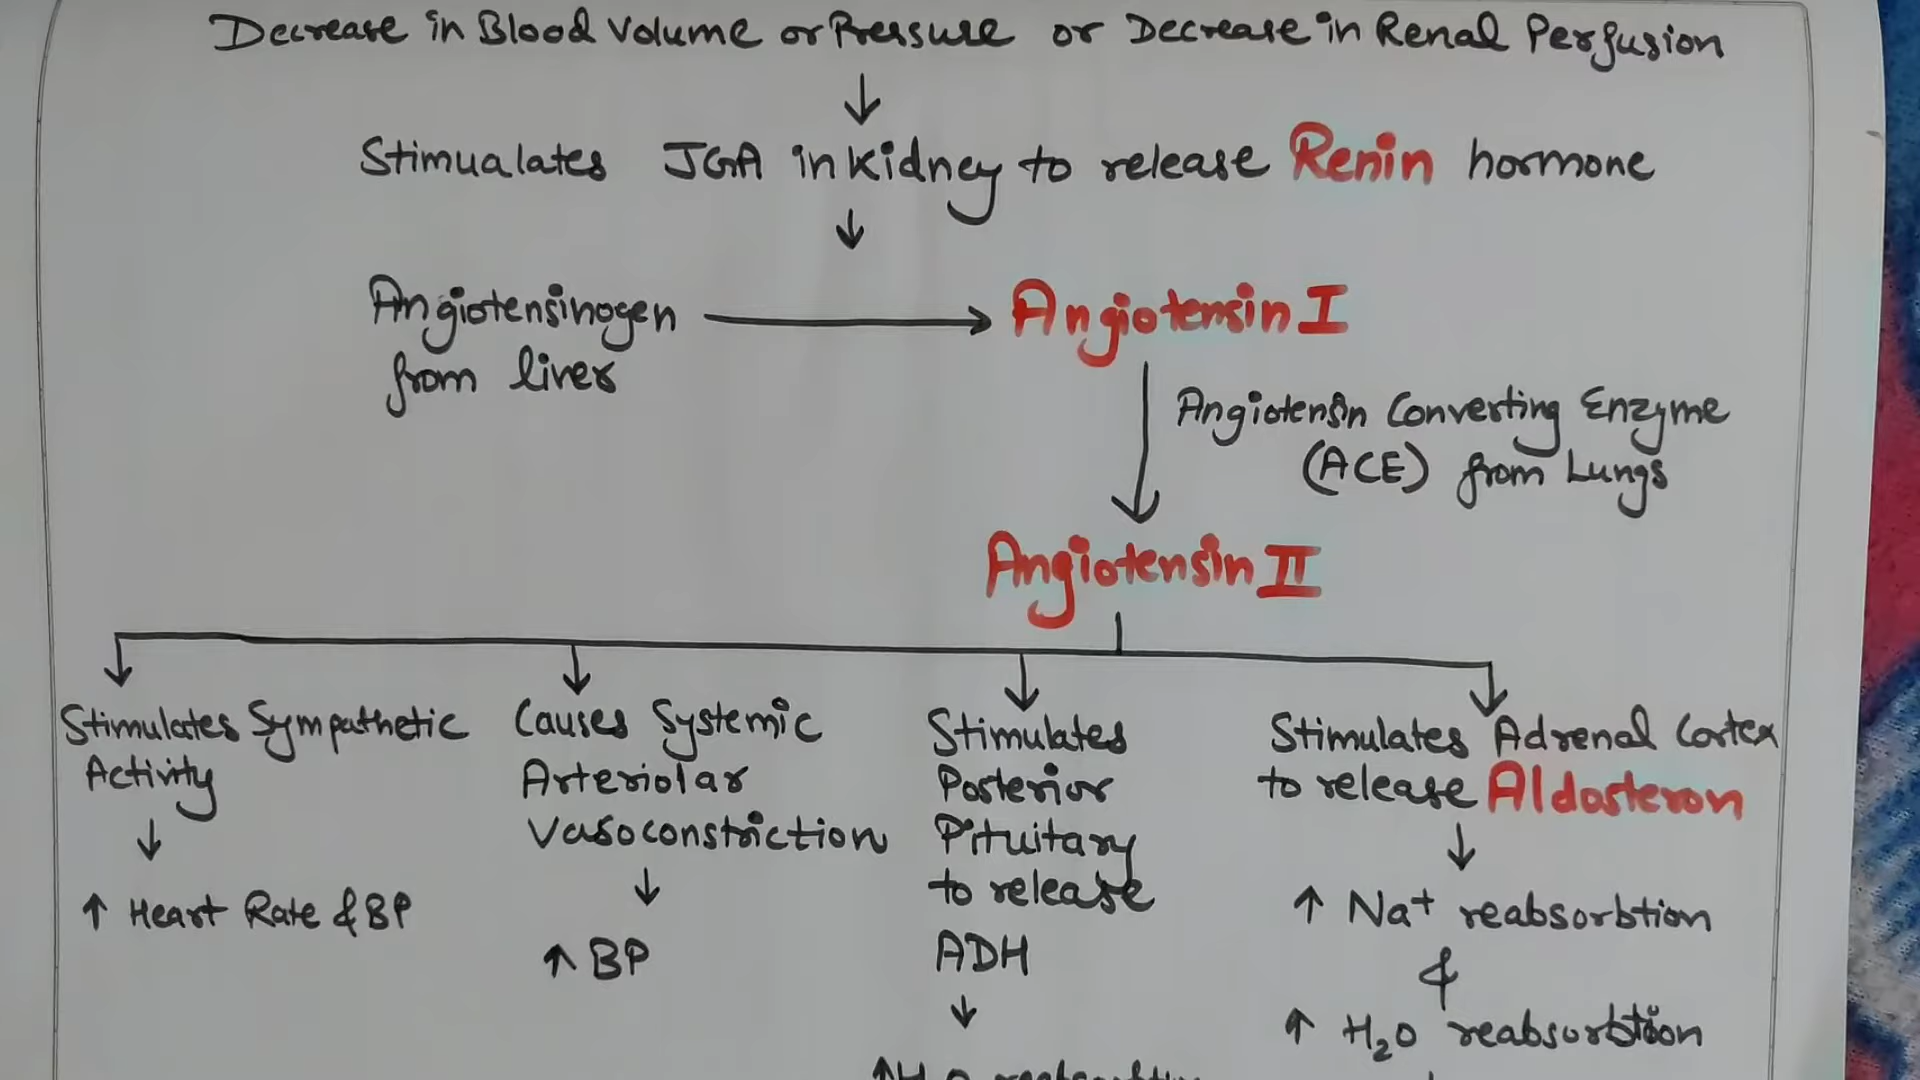 Decrease in Blood Volume or Pressure or Decrease in Renal Perfusion
↓
Stimualates JGA in Kidney to release Renin hormone
↓
Angiotensinogen → Angiotensin I
from liver
Angiotensin Converting Enzyme
(ACE) from Lungs
Angiotensin II
Stimulates Sympathetic
Activity
↓
↑ Heart Rate & BP
Causes Systemic
Arteriolar
Vasoconstriction
↓
↑ BP
Stimulates
Posterior
Pituitary
to release
ADH
↓
Stimulates Adrenal Cortex
to release Aldosteron
↓
↑ Na+ reabsorbtion
&
↑ H₂O reabsorbtion